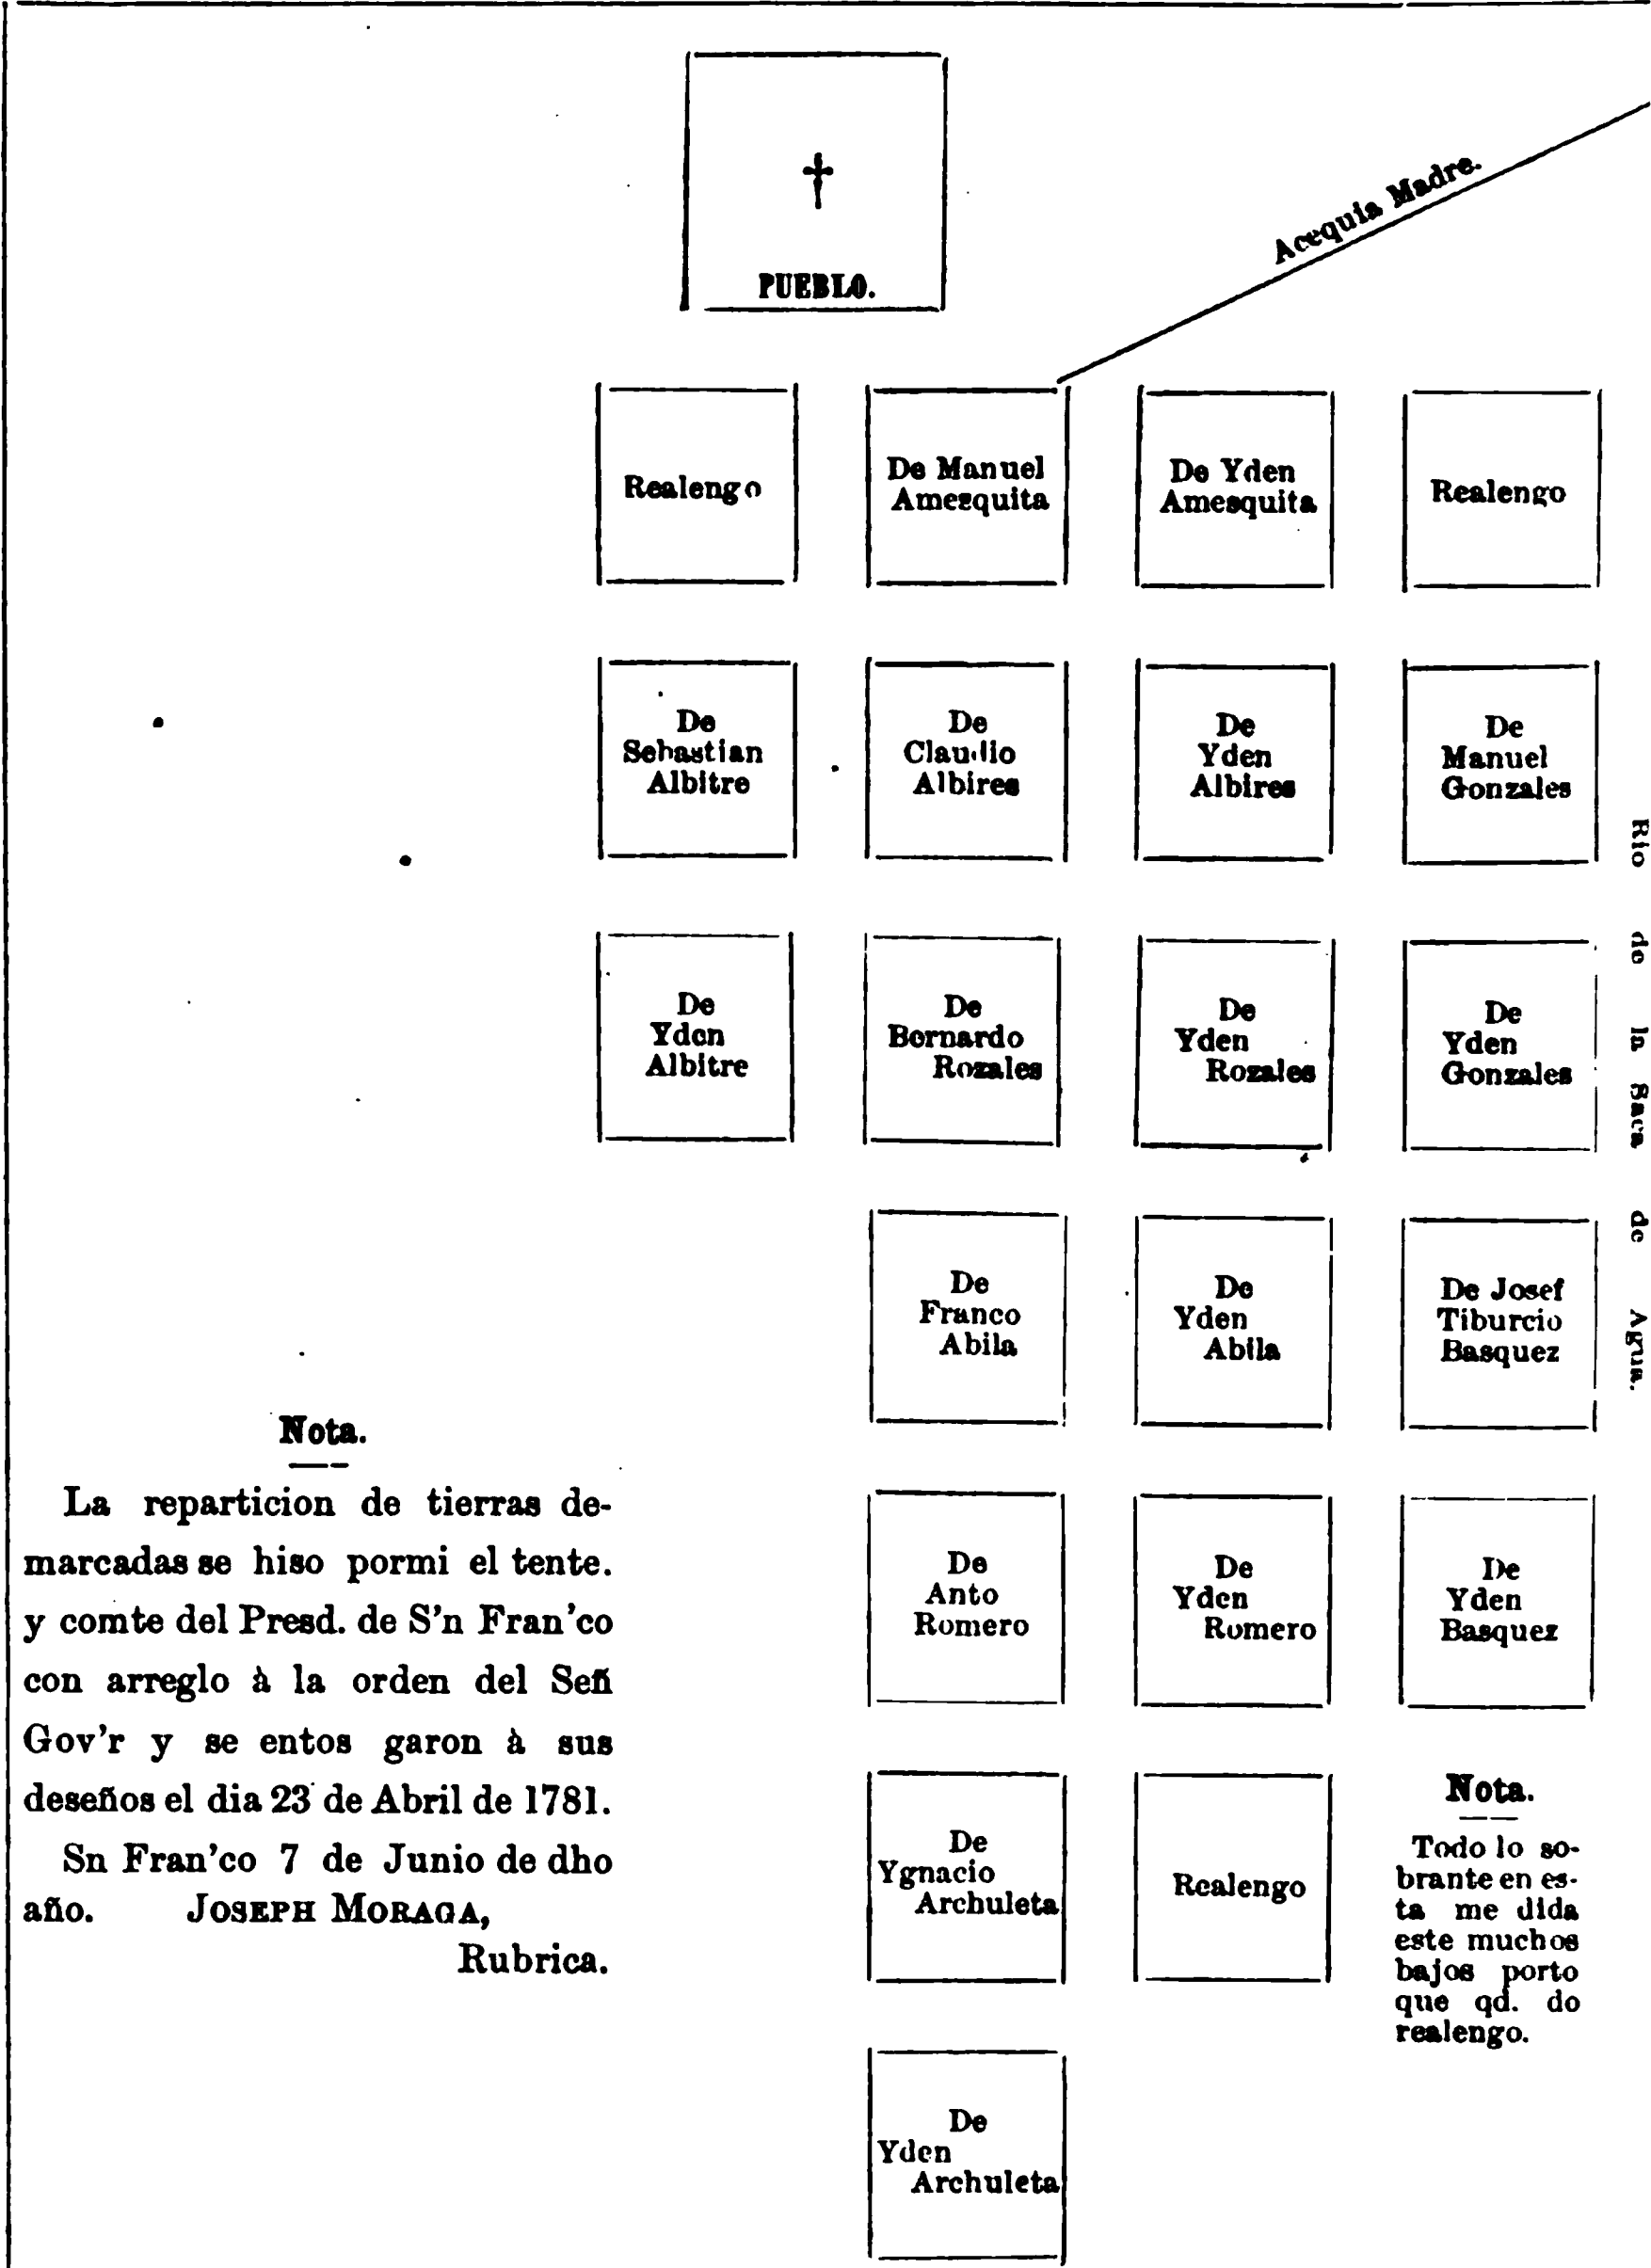 †
PUEBLO.
Acequia Madre.
Realengo
De Manuel
Amezquita
De Yden
Amesquita
Realengo
De
Sebastian
Albitre
De
Claudio
Albires
De
Yden
Albires
De
Manuel
Gonzales
Rio de la Saca de Agua.
De
Yden
Albitre
De
Bernardo
Rozales
De
Yden
Rozales
De
Yden
Gonzales
De
Franco
Abila
De
Yden
Abila
De Josef
Tiburcio
Basquez
De
Anto
Romero
De
Yden
Romero
De
Yden
Basquez
De
Ygnacio
Archuleta
Realengo
De
Yden
Archuleta
Nota.
La reparticion de tierras de-
marcadas se hiso pormi el tente.
y comte del Presd. de S'n Fran'co
con arreglo à la orden del Señ
Gov'r y se entos garon à sus
deseños el dia 23 de Abril de 1781.
Sn Fran'co 7 de Junio de dho
año. JOSEPH MORAGA,
Rubrica.
Nota.
Todo lo so-
brante en es-
ta me dida
este muchos
bajos porto
que qd. do
realengo.